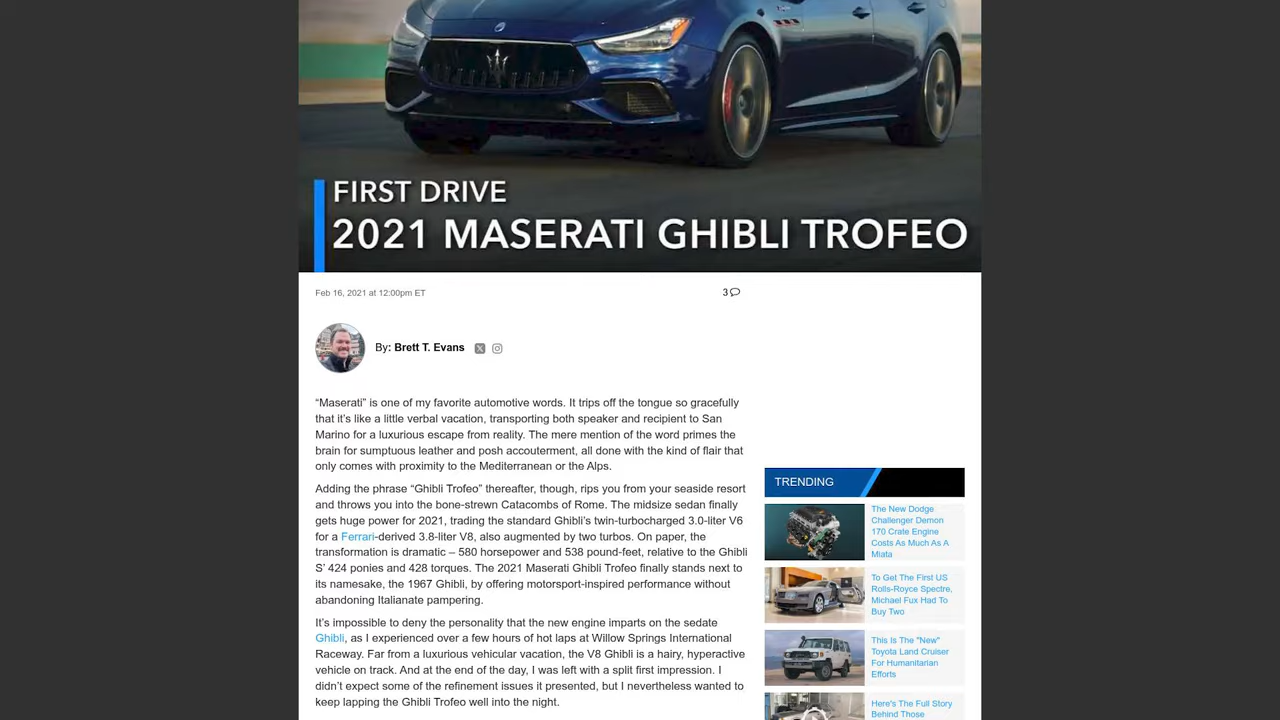 FIRST DRIVE
2021 MASERATI GHIBLI TROFEO
Feb 16, 2021 at 12:00pm ET
3
By: Brett T. Evans
“Maserati” is one of my favorite automotive words. It trips off the tongue so gracefully
that it’s like a little verbal vacation, transporting both speaker and recipient to San
Marino for a luxurious escape from reality. The mere mention of the word primes the
brain for sumptuous leather and posh accouterment, all done with the kind of flair that
only comes with proximity to the Mediterranean or the Alps.
Adding the phrase “Ghibli Trofeo” thereafter, though, rips you from your seaside resort
and throws you into the bone-strewn Catacombs of Rome. The midsize sedan finally
gets huge power for 2021, trading the standard Ghibli’s twin-turbocharged 3.0-liter V6
for a Ferrari-derived 3.8-liter V8, also augmented by two turbos. On paper, the
transformation is dramatic – 580 horsepower and 538 pound-feet, relative to the Ghibli
S’ 424 ponies and 428 torques. The 2021 Maserati Ghibli Trofeo finally stands next to
its namesake, the 1967 Ghibli, by offering motorsport-inspired performance without
abandoning Italianate pampering.
It’s impossible to deny the personality that the new engine imparts on the sedate
Ghibli, as I experienced over a few hours of hot laps at Willow Springs International
Raceway. Far from a luxurious vehicular vacation, the V8 Ghibli is a hairy, hyperactive
vehicle on track. And at the end of the day, I was left with a split first impression. I
didn’t expect some of the refinement issues it presented, but I nevertheless wanted to
keep lapping the Ghibli Trofeo well into the night.
TRENDING
The New Dodge
Challenger Demon
170 Crate Engine
Costs As Much As A
Miata
To Get The First US
Rolls-Royce Spectre,
Michael Fux Had To
Buy Two
This Is The "New"
Toyota Land Cruiser
For Humanitarian
Efforts
Here's The Full Story
Behind Those